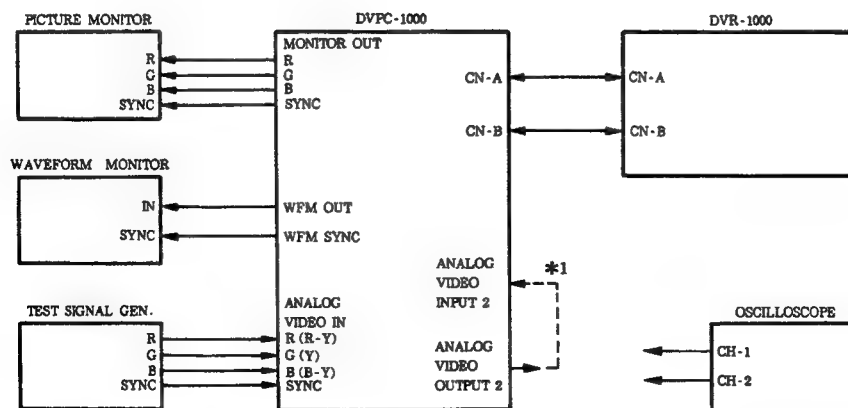 PICTURE MONITOR
R
G
B
SYNC
WAVEFORM MONITOR
IN
SYNC
TEST SIGNAL GEN.
R
G
B
SYNC
DVPC-1000
MONITOR OUT
R
G
B
SYNC
WFM OUT
WFM SYNC
ANALOG
VIDEO IN
R (R-Y)
G (Y)
B (B-Y)
SYNC
CN-A
CN-B
ANALOG
VIDEO
INPUT 2
ANALOG
VIDEO
OUTPUT 2
*1
DVR-1000
CN-A
CN-B
OSCILLOSCOPE
CH-1
CH-2